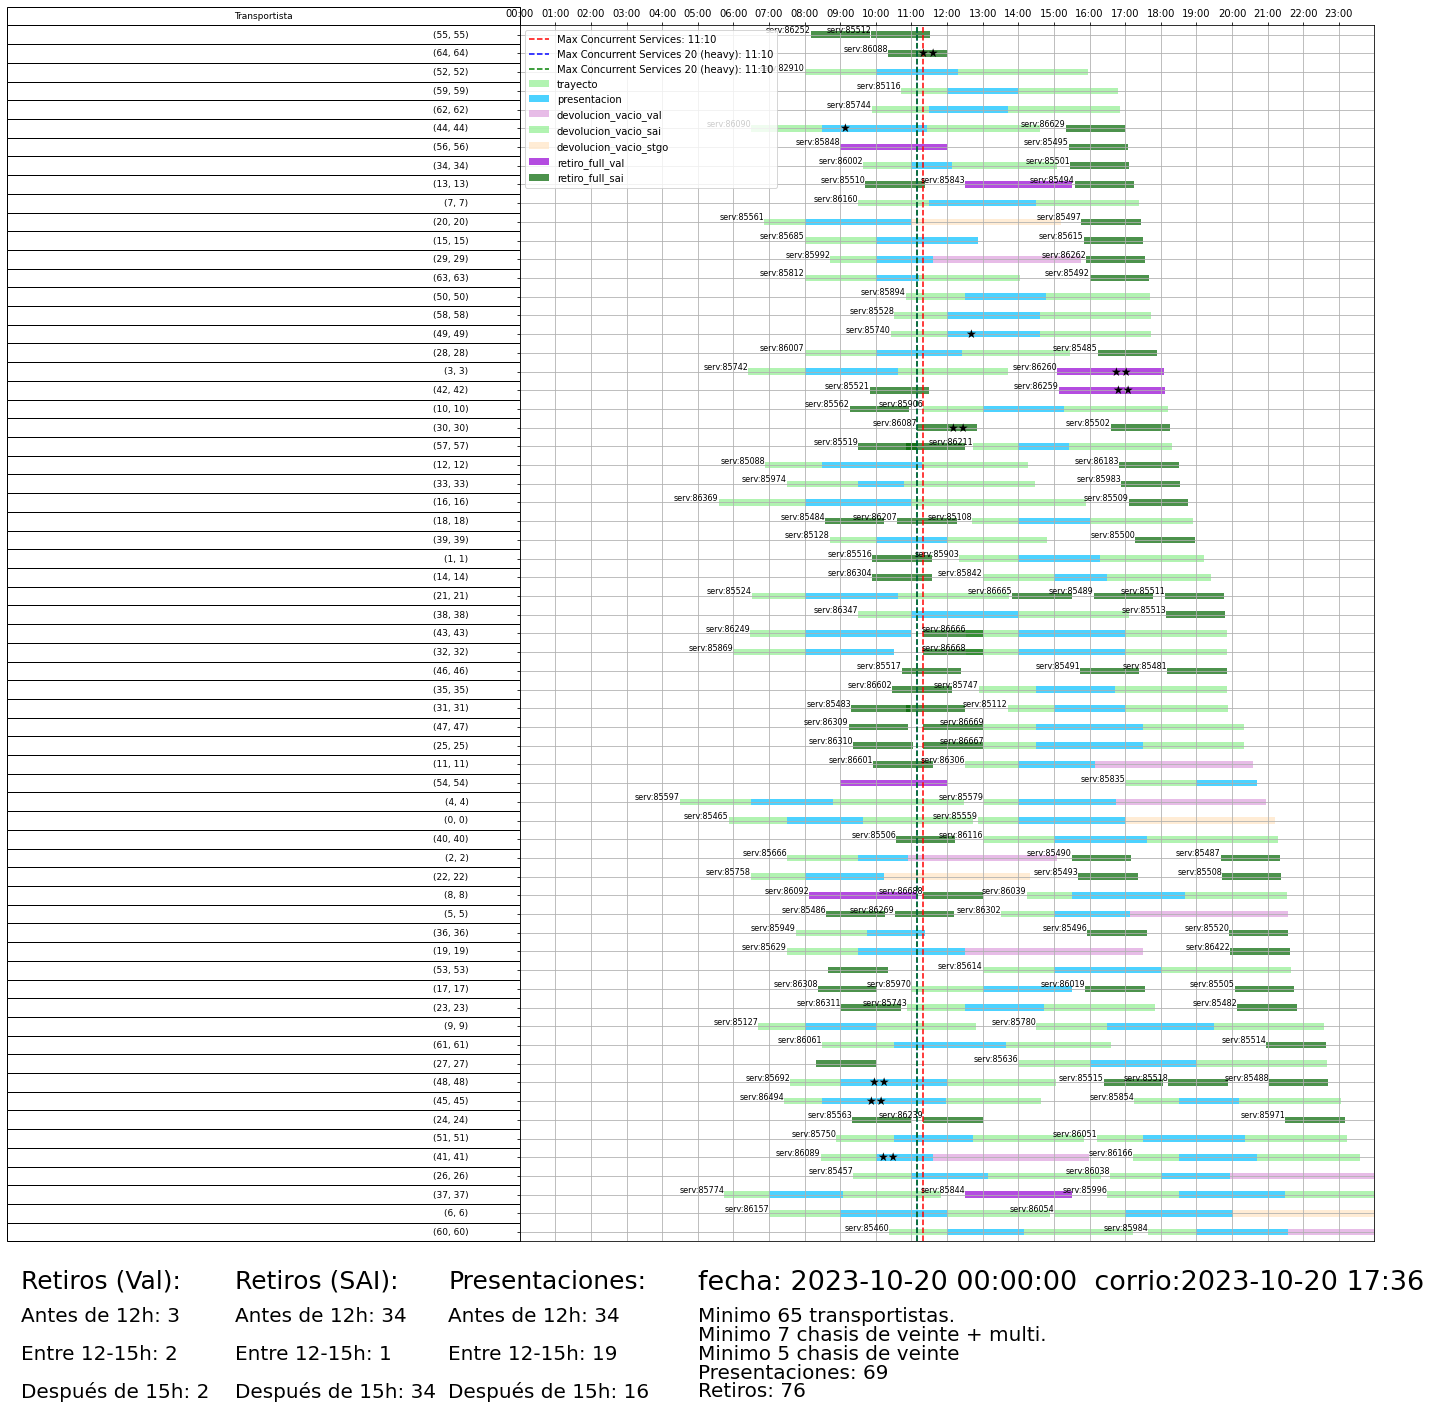 Transportista
00:00 01:00 02:00 03:00 04:00 05:00 06:00 07:00 08:00 09:00 10:00 11:00 12:00 13:00 14:00 15:00 16:00 17:00 18:00 19:00 20:00 21:00 22:00 23:00
Max Concurrent Services: 11:10
Max Concurrent Services 20 (heavy): 11:10
Max Concurrent Services 20 (heavy): 11:10
trayecto
presentacion
devolucion_vacio_val
devolucion_vacio_sai
devolucion_vacio_stgo
retiro_full_val
retiro_full_sai
(55, 55) serv:86252 serv:85512
(64, 64) serv:86088
(52, 52) 82910
(59, 59) serv:85116
(62, 62) serv:85744
(44, 44) serv:86090 serv:86629
(56, 56) serv:85848 serv:85495
(34, 34) serv:86002 serv:85501
(13, 13) serv:85510 serv:85843 serv:85494
(7, 7) serv:86160
(20, 20) serv:85561 serv:85497
(15, 15) serv:85685 serv:85615
(29, 29) serv:85992 serv:86262
(63, 63) serv:85812 serv:85492
(50, 50) serv:85894
(58, 58) serv:85528
(49, 49) serv:85740
(28, 28) serv:86007 serv:85485
(3, 3) serv:85742 serv:86260
(42, 42) serv:85521 serv:86259
(10, 10) serv:85562 serv:85906
(30, 30) serv:86087 serv:85502
(57, 57) serv:85519 serv:86211
(12, 12) serv:85088 serv:86183
(33, 33) serv:85974 serv:85983
(16, 16) serv:86369 serv:85509
(18, 18) serv:85484 serv:86207 serv:85108
(39, 39) serv:85128 serv:85500
(1, 1) serv:85516 serv:85903
(14, 14) serv:86304 serv:85842
(21, 21) serv:85524 serv:86665 serv:85489 serv:85511
(38, 38) serv:86347 serv:85513
(43, 43) serv:86249 serv:86666
(32, 32) serv:85869 serv:86668
(46, 46) serv:85517 serv:85491 serv:85481
(35, 35) serv:86602 serv:85747
(31, 31) serv:85483 serv:85112
(47, 47) serv:86309 serv:86669
(25, 25) serv:86310 serv:86667
(11, 11) serv:86601 serv:86306
(54, 54) serv:85835
(4, 4) serv:85597 serv:85579
(0, 0) serv:85465 serv:85559
(40, 40) serv:85506 serv:86116
(2, 2) serv:85666 serv:85490 serv:85487
(22, 22) serv:85758 serv:85493 serv:85508
(8, 8) serv:86092 serv:86688 serv:86039
(5, 5) serv:85486 serv:86269 serv:86302
(36, 36) serv:85949 serv:85496 serv:85520
(19, 19) serv:85629 serv:86422
(53, 53) serv:85614
(17, 17) serv:86308 serv:85970 serv:86019 serv:85505
(23, 23) serv:86311 serv:85743 serv:85482
(9, 9) serv:85127 serv:85780
(61, 61) serv:86061 serv:85514
(27, 27) serv:85636
(48, 48) serv:85692 serv:85515 serv:85518 serv:85488
(45, 45) serv:86494 serv:85854
(24, 24) serv:85563 serv:86239 serv:85971
(51, 51) serv:85750 serv:86051
(41, 41) serv:86089 serv:86166
(26, 26) serv:85457 serv:86038
(37, 37) serv:85774 serv:85844 serv:85996
(6, 6) serv:86157 serv:86054
(60, 60) serv:85460 serv:85984
Retiros (Val): Retiros (SAI): Presentaciones: fecha: 2023-10-20 00:00:00 corrio:2023-10-20 17:36
Antes de 12h: 3 Antes de 12h: 34 Antes de 12h: 34 Minimo 65 transportistas.
Minimo 7 chasis de veinte + multi.
Entre 12-15h: 2 Entre 12-15h: 1 Entre 12-15h: 19 Minimo 5 chasis de veinte
Presentaciones: 69
Después de 15h: 2 Después de 15h: 34 Después de 15h: 16 Retiros: 76